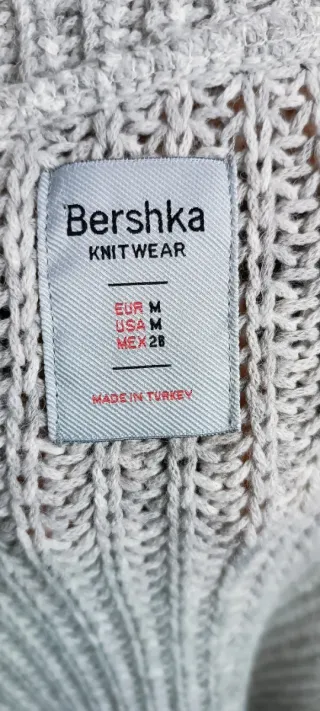 Bershka
KNITWEAR
EUR M
USA M
MEX 28
MADE IN TURKEY